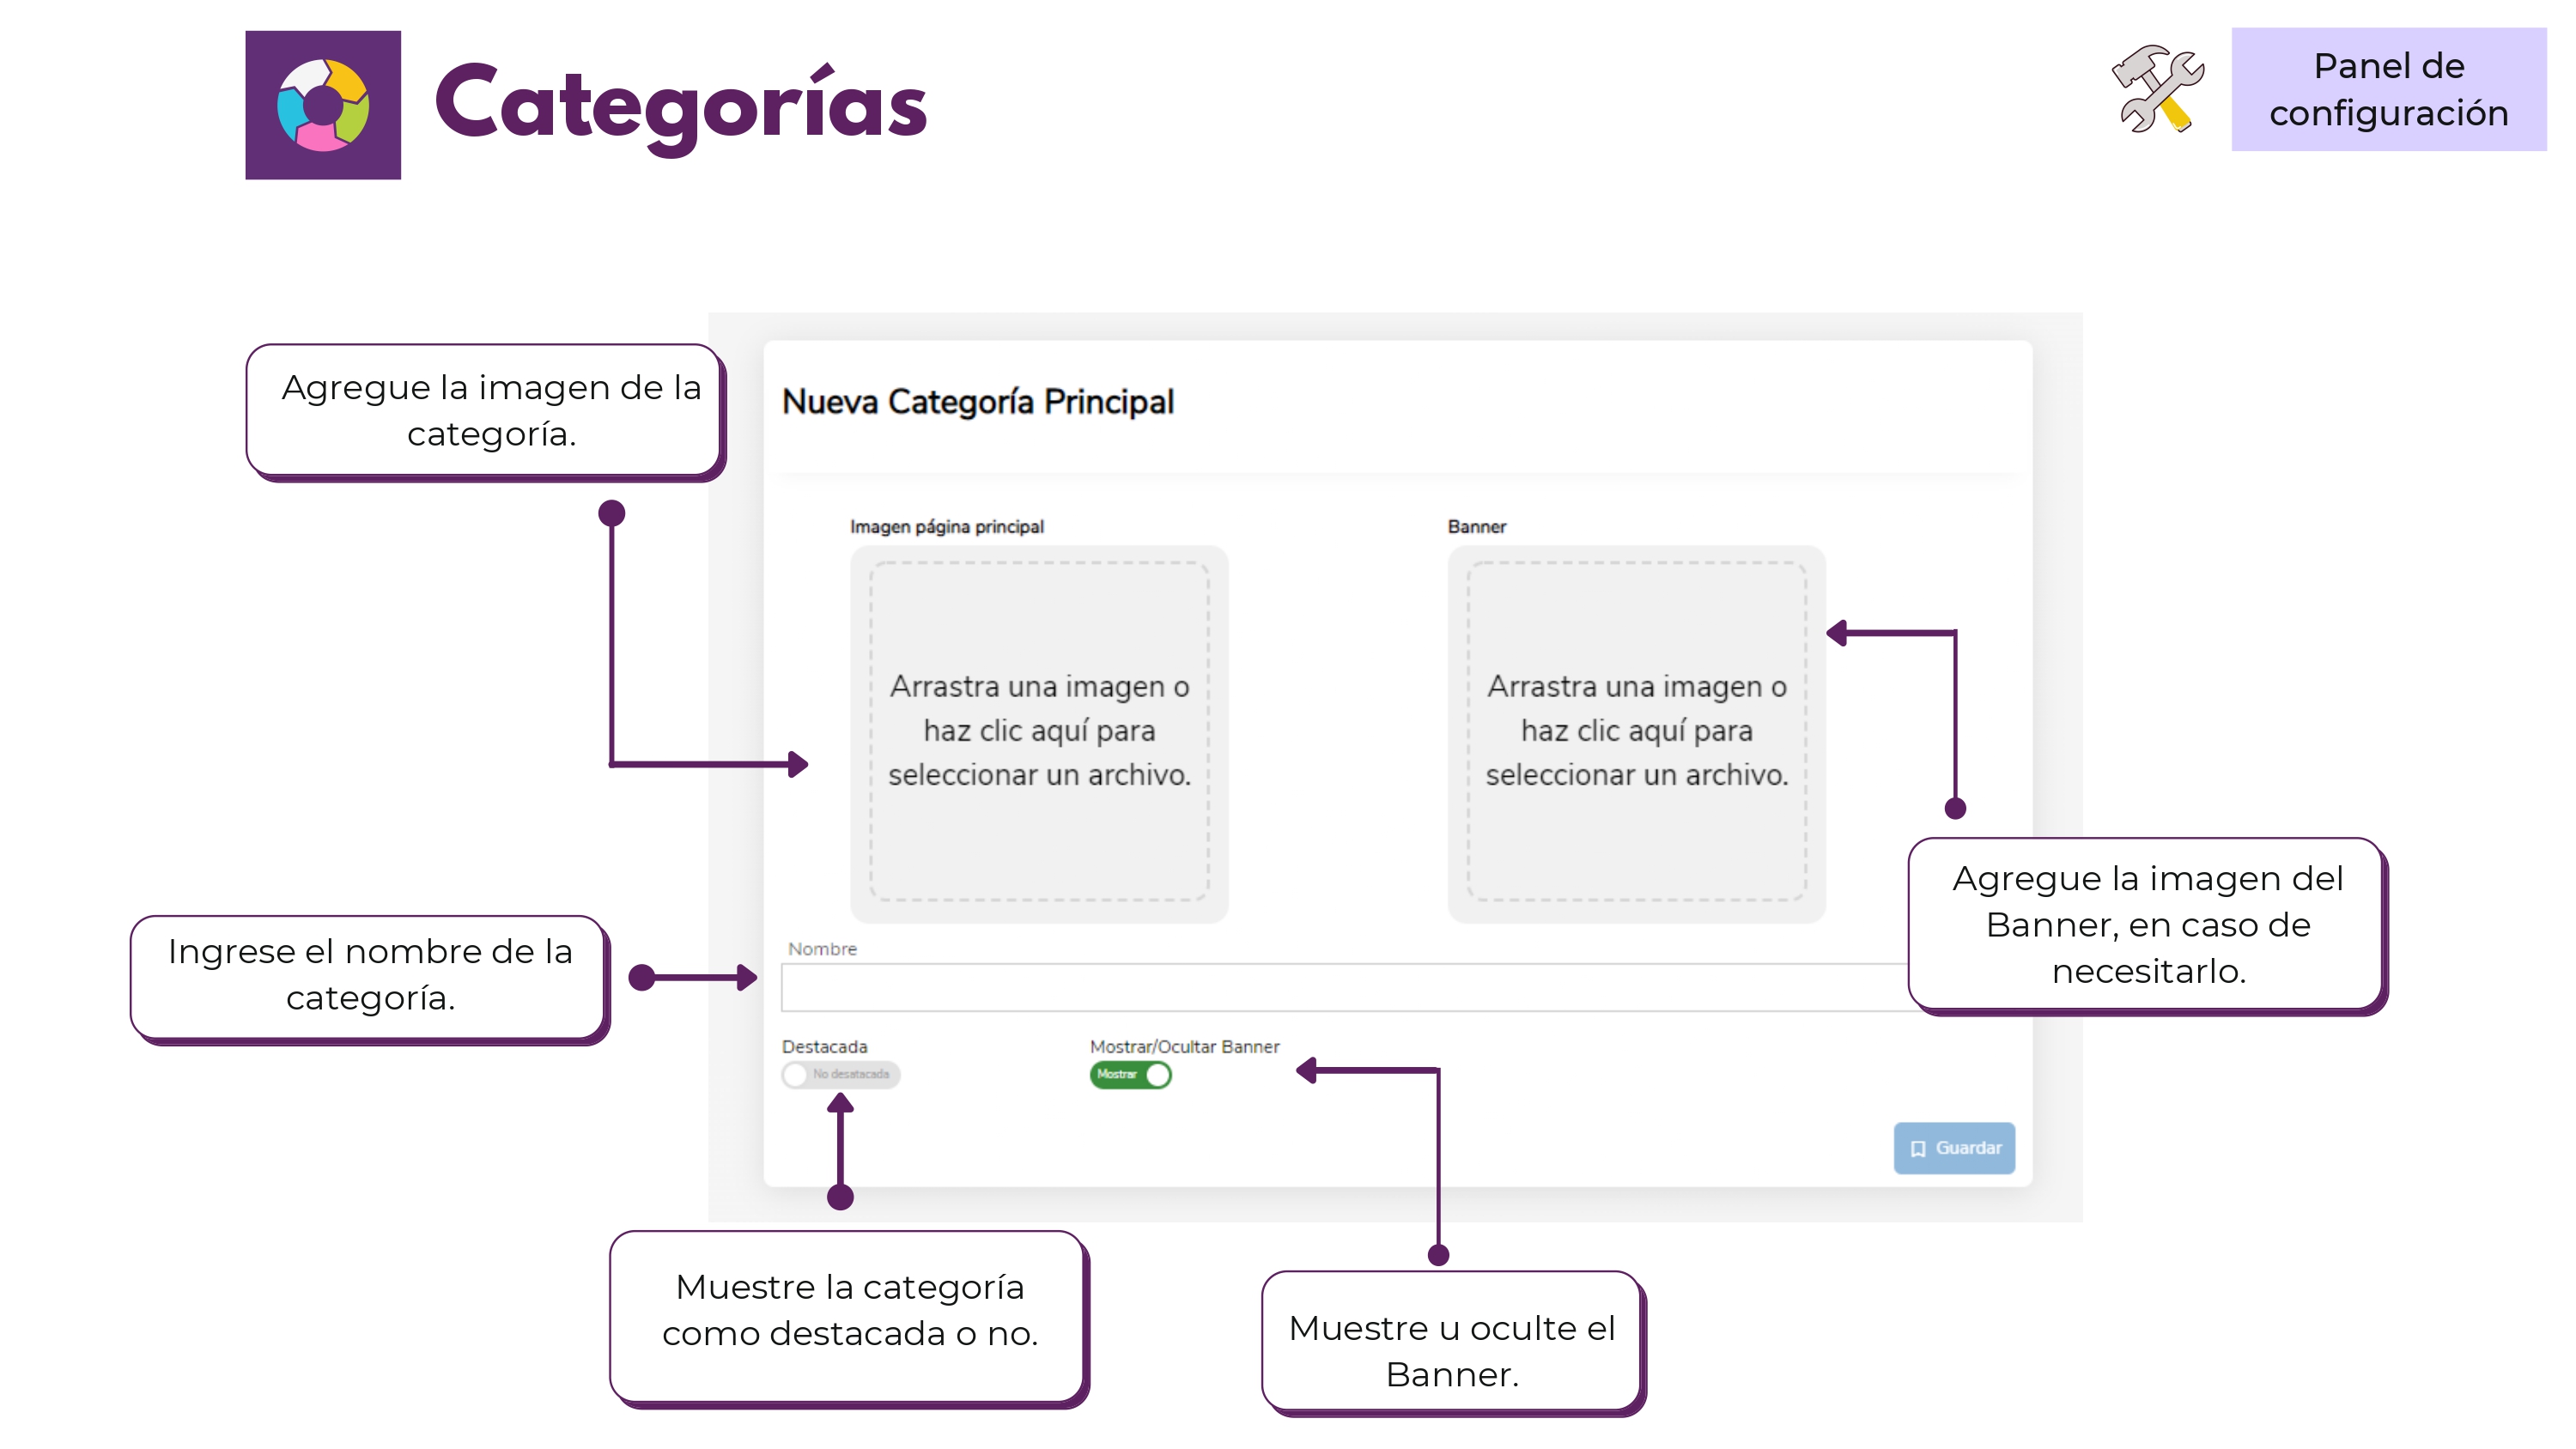 Categorías
Panel de
configuración
Agregue la imagen de la
categoría.
Nueva Categoría Principal
Imagen página principal
Banner
Arrastra una imagen o
haz clic aquí para
seleccionar un archivo.
Arrastra una imagen o
haz clic aquí para
seleccionar un archivo.
Agregue la imagen del
Banner, en caso de
necesitarlo.
Ingrese el nombre de la
categoría.
Nombre
Destacada
No desatacada
Mostrar/Ocultar Banner
Mostrar
Guardar
Muestre la categoría
como destacada o no.
Muestre u oculte el
Banner.